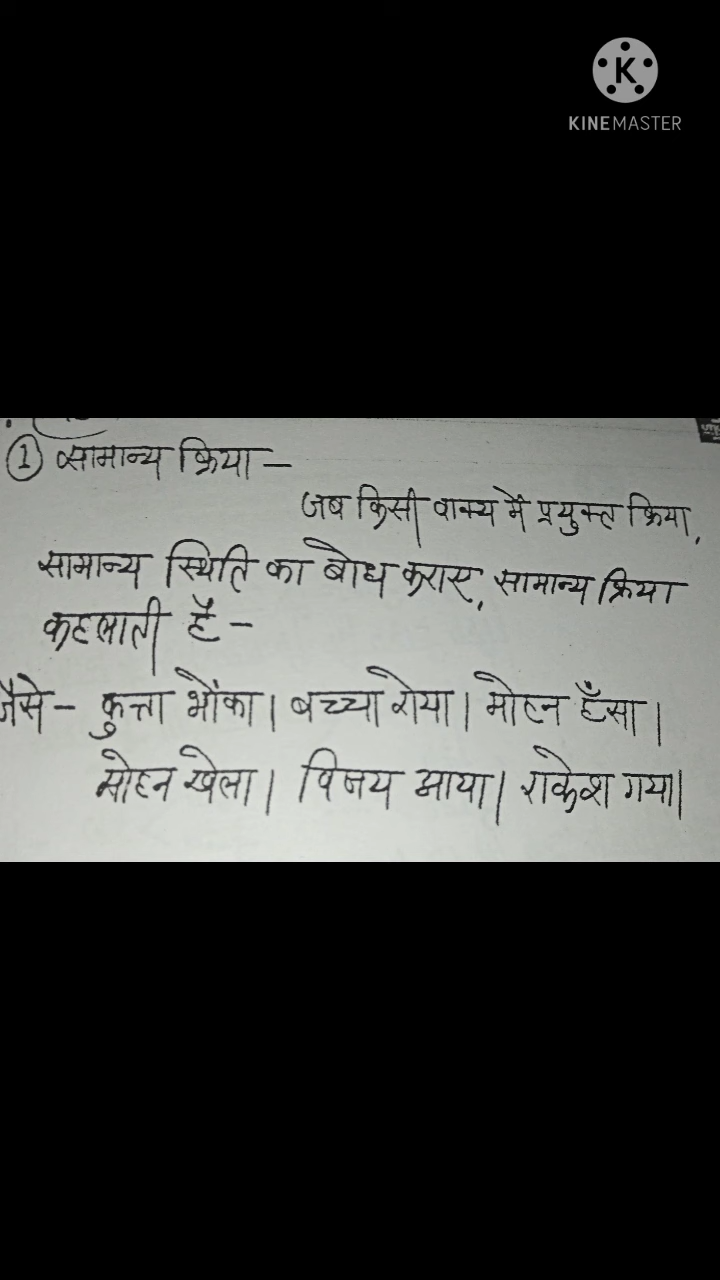 K
KINEMASTER
① सामान्य क्रिया –
जब किसी वाक्य में प्रयुक्त क्रिया,
सामान्य स्थिति का बोध कराए, सामान्य क्रिया
कहलाती है –
जैसे – कुत्ता भौंका। बच्चा रोया। मोहन हँसा।
सोहन खेला। विजय आया। राकेश गया।